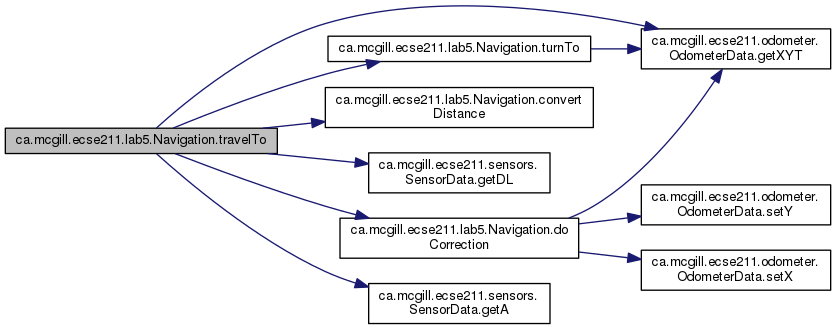 ca.mcgill.ecse211.lab5.Navigation.travelTo
ca.mcgill.ecse211.lab5.Navigation.turnTo
ca.mcgill.ecse211.lab5.Navigation.convert
Distance
ca.mcgill.ecse211.sensors.
SensorData.getDL
ca.mcgill.ecse211.lab5.Navigation.do
Correction
ca.mcgill.ecse211.sensors.
SensorData.getA
ca.mcgill.ecse211.odometer.
OdometerData.getXYT
ca.mcgill.ecse211.odometer.
OdometerData.setY
ca.mcgill.ecse211.odometer.
OdometerData.setX